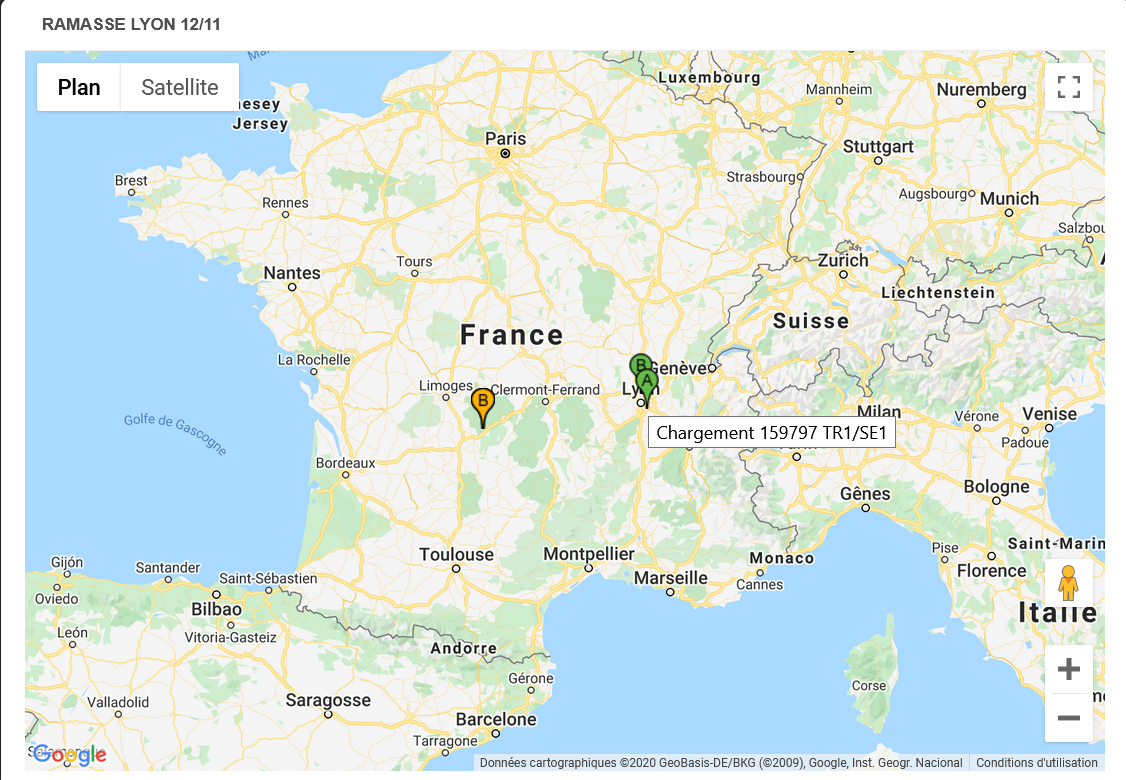 RAMASSE LYON 12/11
Plan
Satellite
Luxembourg
Mannheim
Nuremberg
Jersey
Paris
Stuttgart
Strasbourg
Augsbourg
Munich
Brest
Rennes
Salzbou
Zurich
Tours
Nantes
Liechtenstein
Suisse
France
La Rochelle
Genève
B
A
Limoges
Clermont-Ferrand
B
Milan
Vérone
Venise
Golfe de Gascogne
Chargement 159797 TR1/SE1
Padoue
Bordeaux
Gênes
Bologne
Toulouse
Montpellier
Monaco
Pise
Saint-Marin
Gijón
Santander
Saint-Sébastien
Marseille
Cannes
Florence
Oviedo
Bilbao
Italie
León
Vitoria-Gasteiz
Andorre
Gérone
Corse
Valladolid
Saragosse
Barcelone
Tarragone
Google
Données cartographiques ©2020 GeoBasis-DE/BKG (©2009), Google, Inst. Geogr. Nacional
Conditions d'utilisation